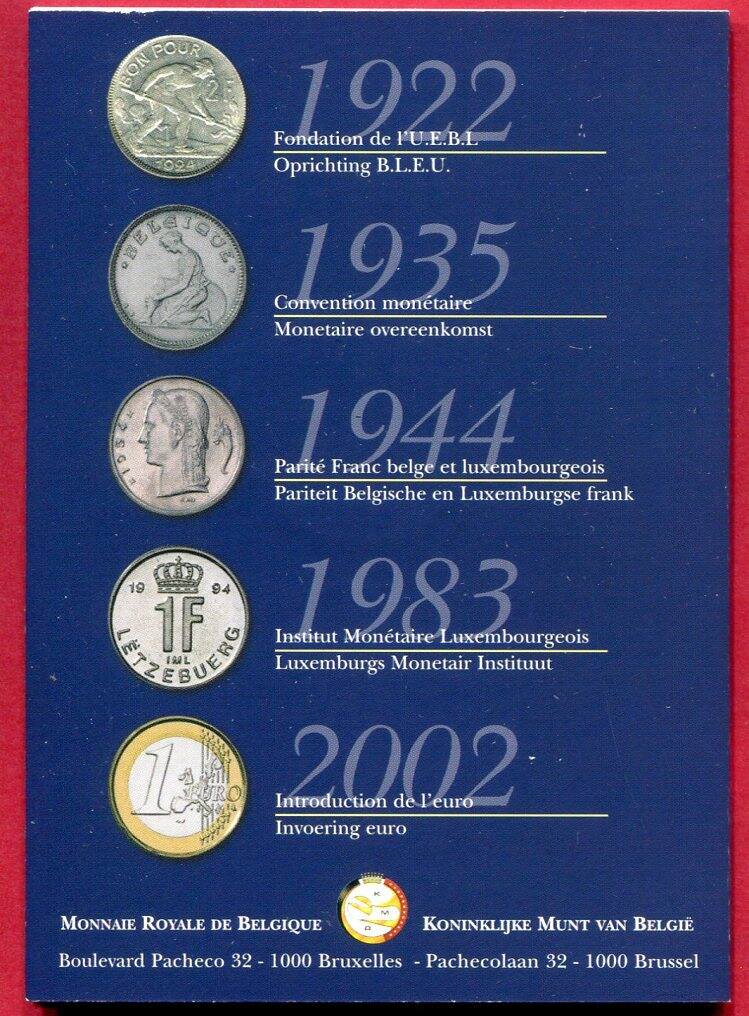 BON POUR
2
1924
1922
Fondation de l'U.E.B.L
Oprichting B.L.E.U.
BELGIQUE
1935
Convention monétaire
Monetaire overeenkomst
1954
1944
Parité Franc belge et luxembourgeois
Pariteit Belgische en Luxemburgse frank
19 94
1F
IML
LËTZEBUERG
1983
Institut Monétaire Luxembourgeois
Luxemburgs Monetair Instituut
1 EURO
2002
Introduction de l'euro
Invoering euro
K
M
B
MONNAIE ROYALE DE BELGIQUE
KONINKLIJKE MUNT VAN BELGIË
Boulevard Pacheco 32 - 1000 Bruxelles - Pachecolaan 32 - 1000 Brussel